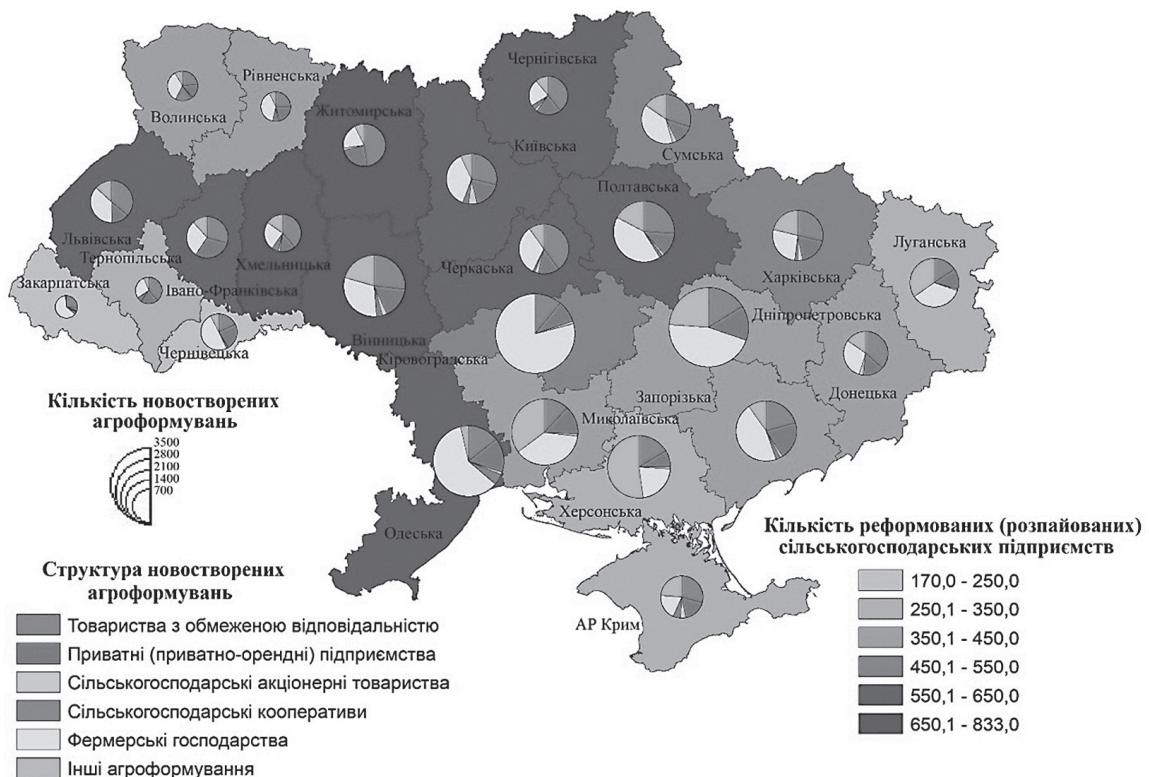 Чернігівська
Рівненська
Волинська
Житомирська
Київська
Сумська
Полтавська
Львівська
Тернопільська
Хмельницька
Черкаська
Харківська
Луганська
Закарпатська
Івано-Франківська
Вінницька
Дніпропетровська
Чернівецька
Кіровоградська
Донецька
Запорізька
Миколаївська
Херсонська
Одеська
АР Крим
Кількість новостворених
агроформувань
3500
2800
2100
1400
700
Структура новостворених
агроформувань
Товариства з обмеженою відповідальністю
Приватні (приватно-орендні) підприємства
Сільськогосподарські акціонерні товариства
Сільськогосподарські кооперативи
Фермерські господарства
Інші агроформування
Кількість реформованих (розпайованих)
сільськогосподарських підприємств
170,0 - 250,0
250,1 - 350,0
350,1 - 450,0
450,1 - 550,0
550,1 - 650,0
650,1 - 833,0